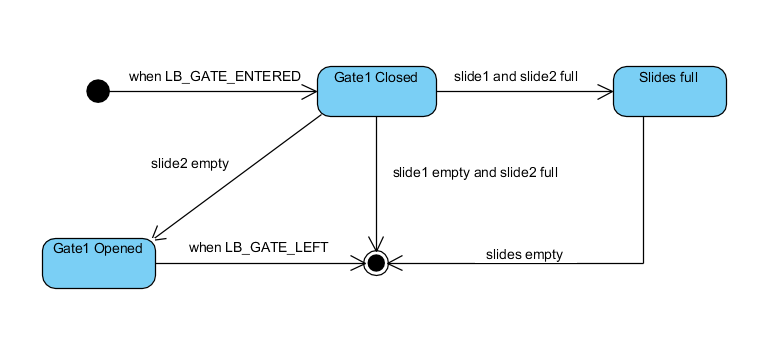 when LB_GATE_ENTERED
Gate1 Closed
slide1 and slide2 full
Slides full
slide2 empty
slide1 empty and slide2 full
Gate1 Opened
when LB_GATE_LEFT
slides empty